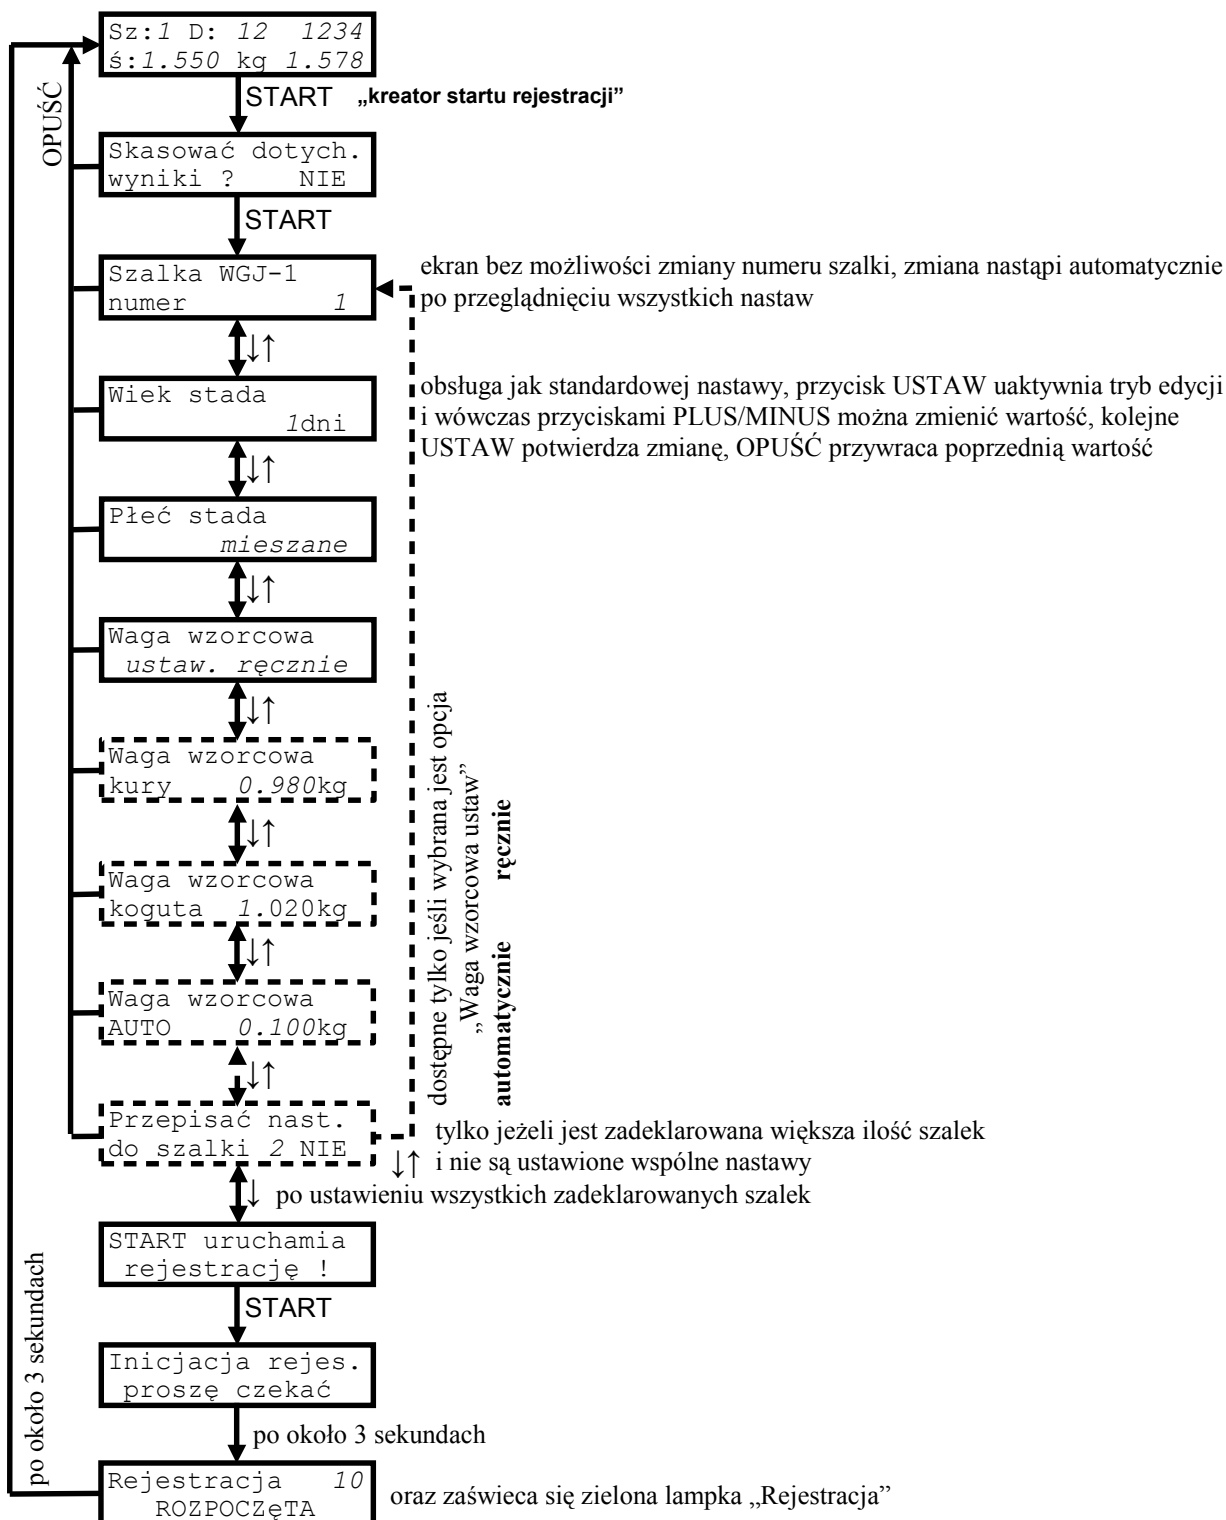 Sz:1 D: 12 1234
ś:1.550 kg 1.578
START „kreator startu rejestracji”
OPUŚĆ
Skasować dotych.
wyniki ? NIE
START
Szalka WGJ-1
numer 1
ekran bez możliwości zmiany numeru szalki, zmiana nastąpi automatycznie
po przeglądnięciu wszystkich nastaw
↓↑
Wiek stada
1dni
obsługa jak standardowej nastawy, przycisk USTAW uaktywnia tryb edycji
i wówczas przyciskami PLUS/MINUS można zmienić wartość, kolejne
USTAW potwierdza zmianę, OPUŚĆ przywraca poprzednią wartość
↓↑
Płeć stada
mieszane
↓↑
Waga wzorcowa
ustaw. ręcznie
↓↑
Waga wzorcowa
kury 0.980kg
↓↑
Waga wzorcowa
koguta 1.020kg
↓↑
Waga wzorcowa
AUTO 0.100kg
↓↑
dostępne tylko jeśli wybrana jest opcja
„Waga wzorcowa ustaw”
automatycznie ręcznie
Przepisać nast.
do szalki 2 NIE
tylko jeżeli jest zadeklarowana większa ilość szalek
↓↑ i nie są ustawione wspólne nastawy
↓ po ustawieniu wszystkich zadeklarowanych szalek
START uruchamia
rejestrację !
START
Inicjacja rejes.
proszę czekać
po około 3 sekundach
po około 3 sekundach
Rejestracja 10
ROZPOCZęTA
oraz zaświeca się zielona lampka „Rejestracja”